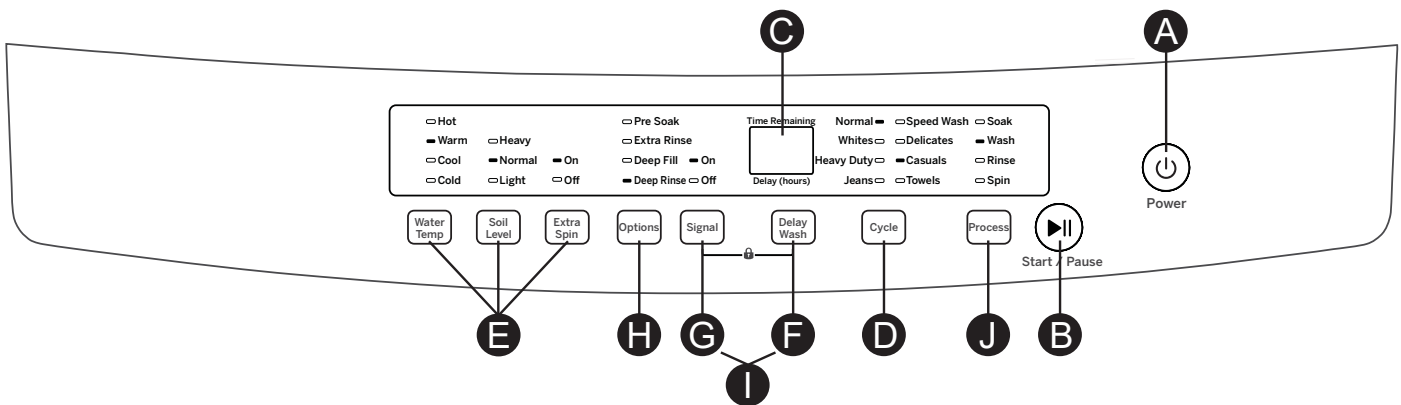 C
A
Hot Pre Soak Time Remaining Normal Speed Wash Soak
Warm Heavy Extra Rinse Whites Delicates Wash
Cool Normal On Deep Fill On Heavy Duty Casuals Rinse
Cold Light Off Deep Rinse Off Delay (hours) Jeans Towels Spin
Power
Water Temp
Soil Level
Extra Spin
Options
Signal
Delay Wash
Cycle
Process
Start / Pause
E
H
G
F
D
J
B
I